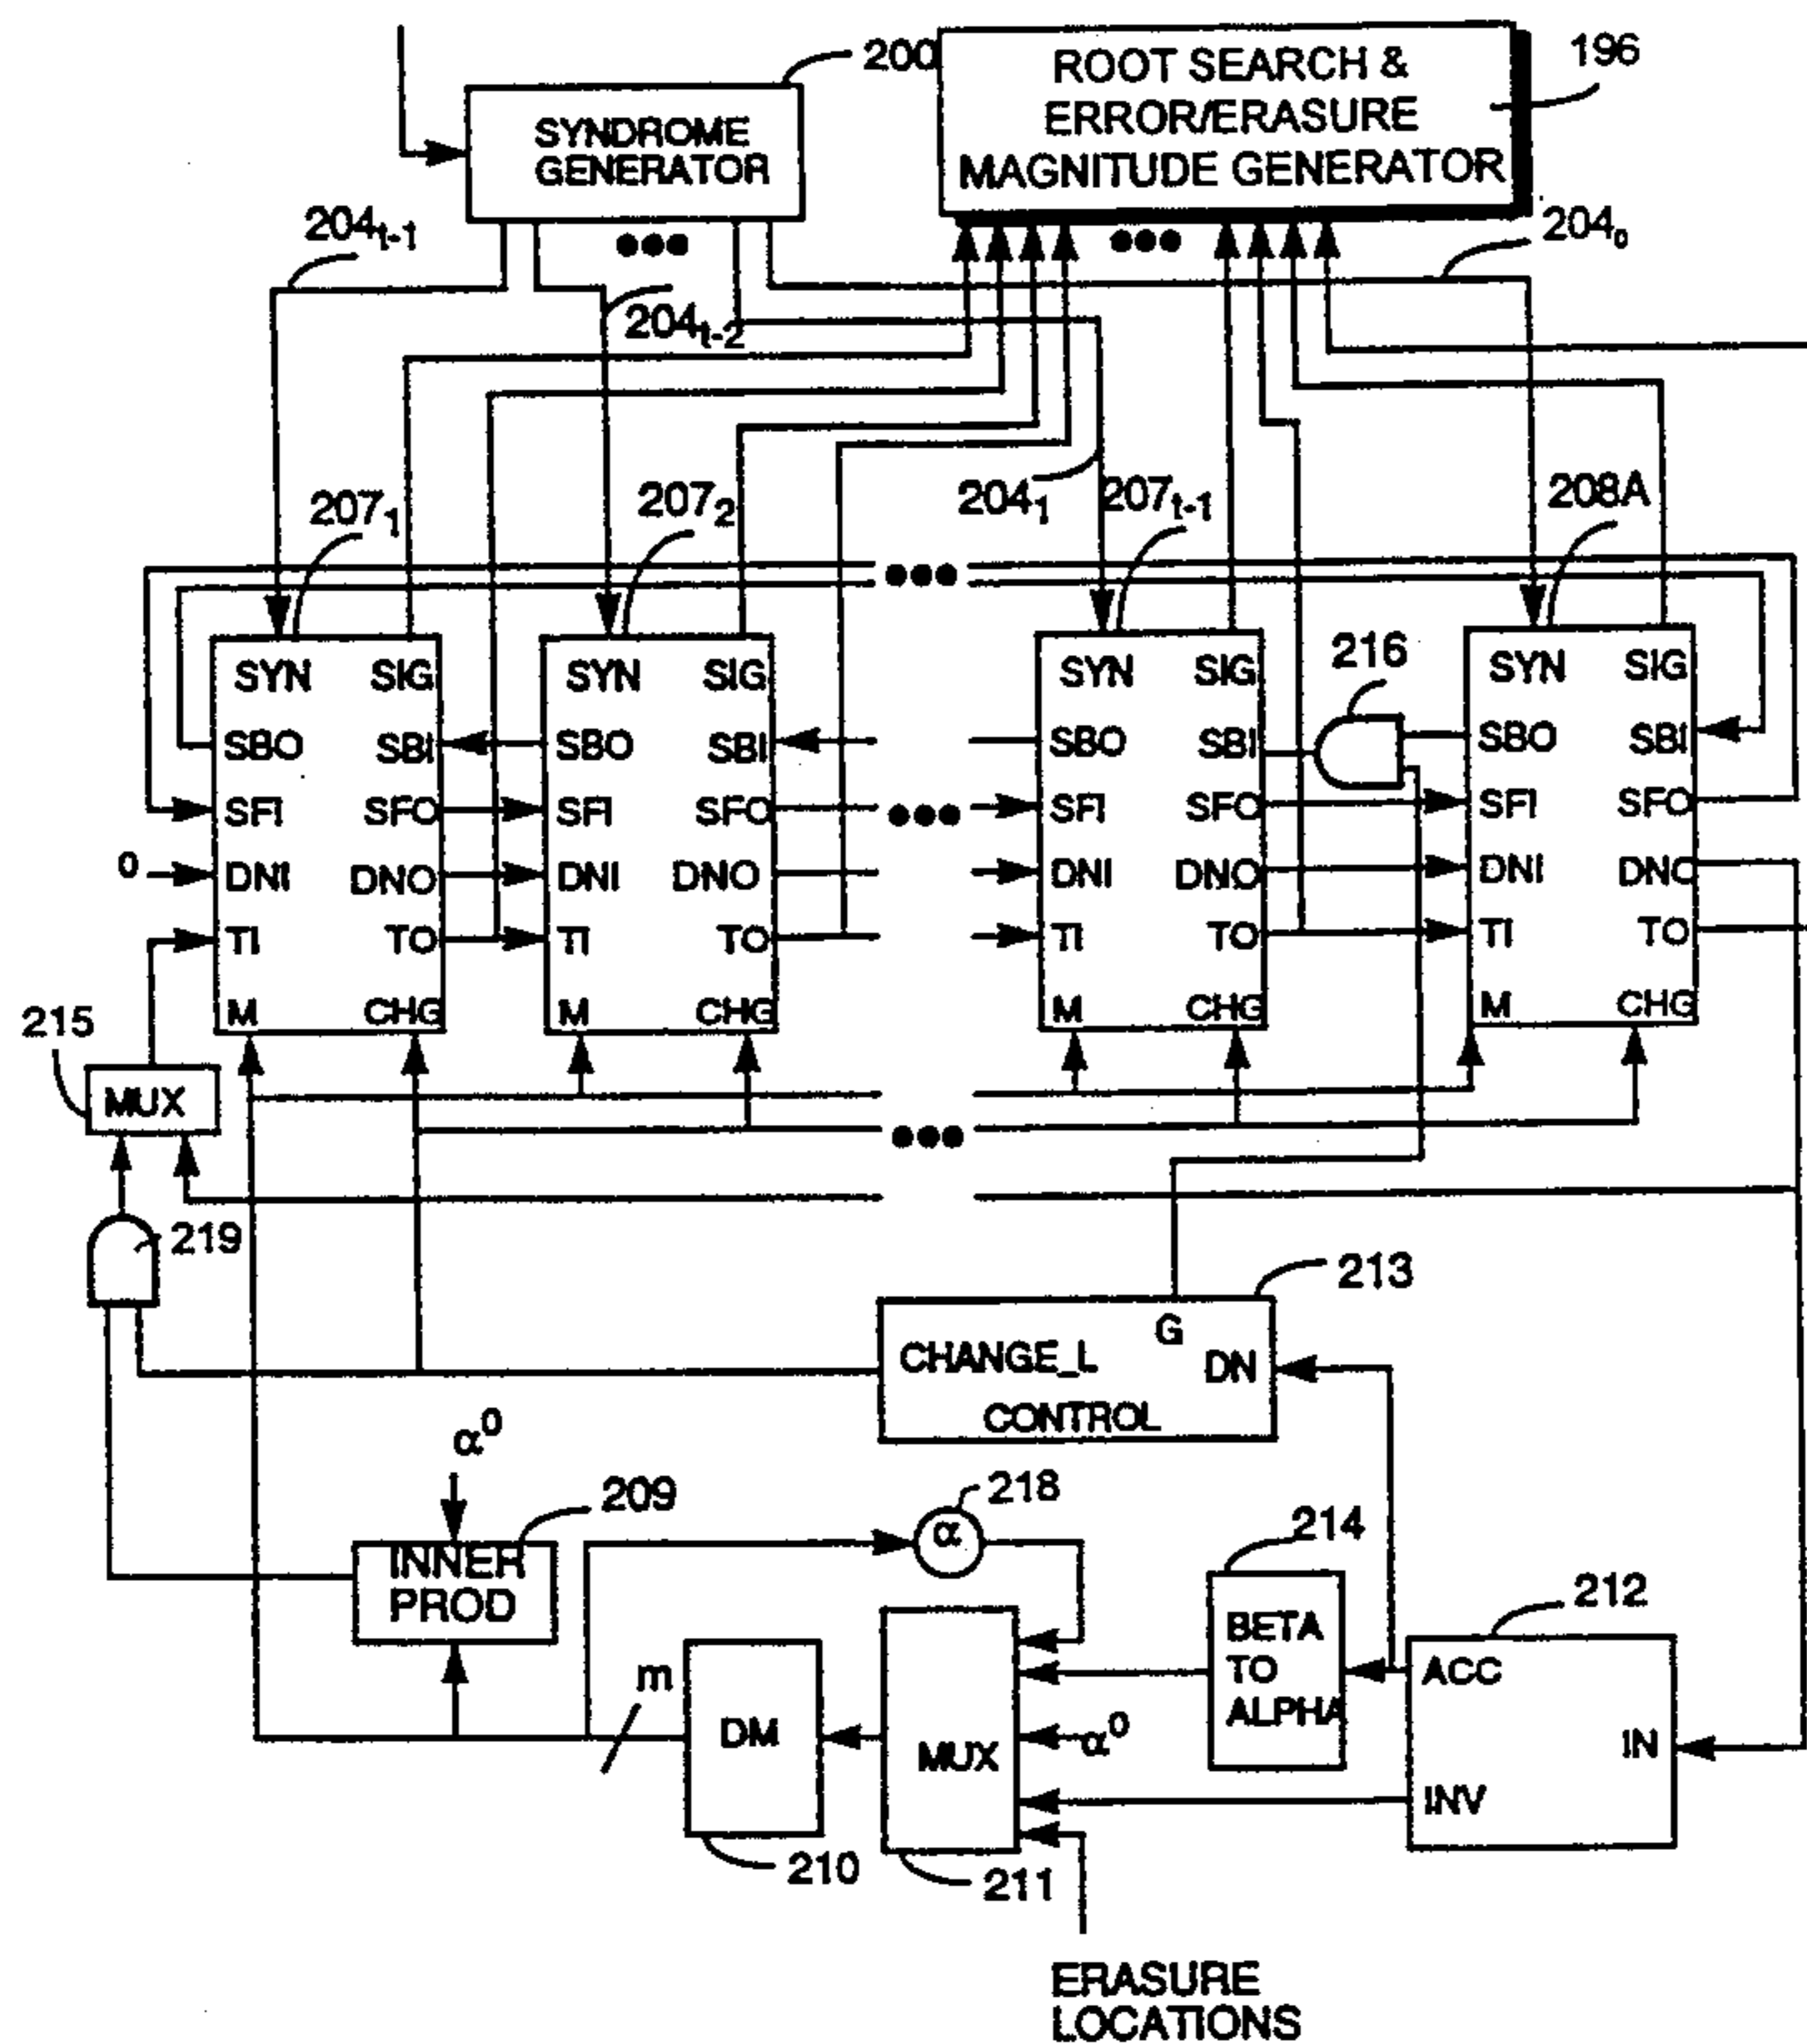 200
SYNDROME
GENERATOR
ROOT SEARCH &
ERROR/ERASURE
MAGNITUDE GENERATOR
196
204t-1
204t-2
204₀
204₁
207₁
207₂
207t-1
208A
SYN SIG
SBO SBI
SFI SFO
DNI DNO
TI TO
M CHG
SYN SIG
SBO SBI
SFI SFO
DNI DNO
TI TO
M CHG
SYN SIG
SBO SBI
SFI SFO
DNI DNO
TI TO
M CHG
216
SYN SIG
SBO SBI
SFI SFO
DNI DNO
TI TO
M CHG
0
215
MUX
219
213
G
CHANGE_L DN
CONTROL
α⁰
209
INNER
PROD
218
α
214
BETA
TO
ALPHA
212
ACC
IN
INV
m
DM
210
MUX
211
α⁰
ERASURE
LOCATIONS